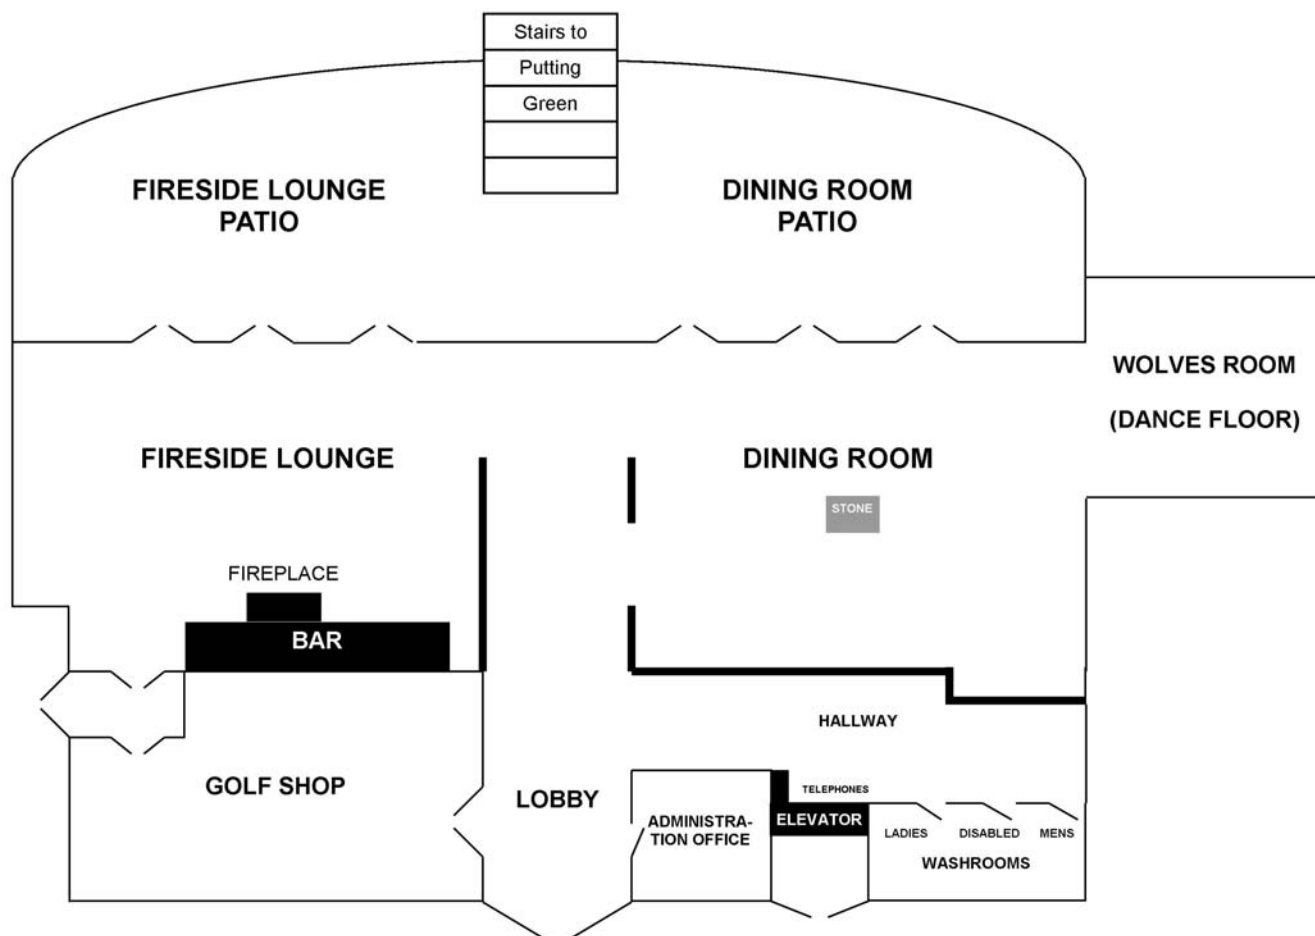 Stairs to
Putting
Green
FIRESIDE LOUNGE
PATIO
DINING ROOM
PATIO
WOLVES ROOM
(DANCE FLOOR)
FIRESIDE LOUNGE
DINING ROOM
STONE
FIREPLACE
BAR
HALLWAY
GOLF SHOP
LOBBY
TELEPHONES
ADMINISTRA-
TION OFFICE
ELEVATOR
LADIES
DISABLED
MENS
WASHROOMS